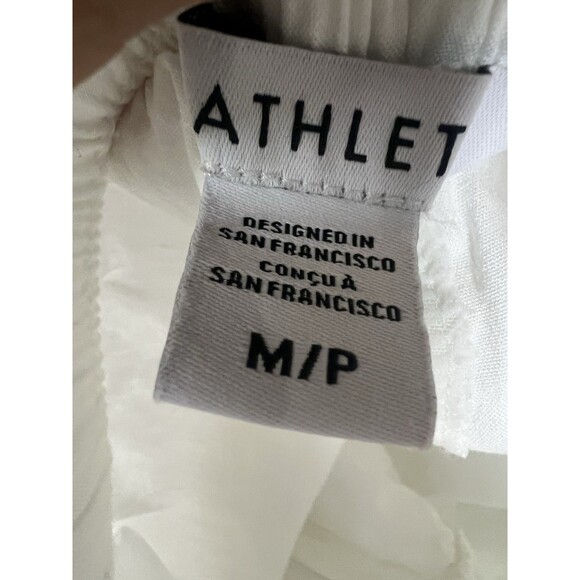 ATHLET
DESIGNED IN
SAN FRANCISCO
CONÇU À
SAN FRANCISCO
M/P